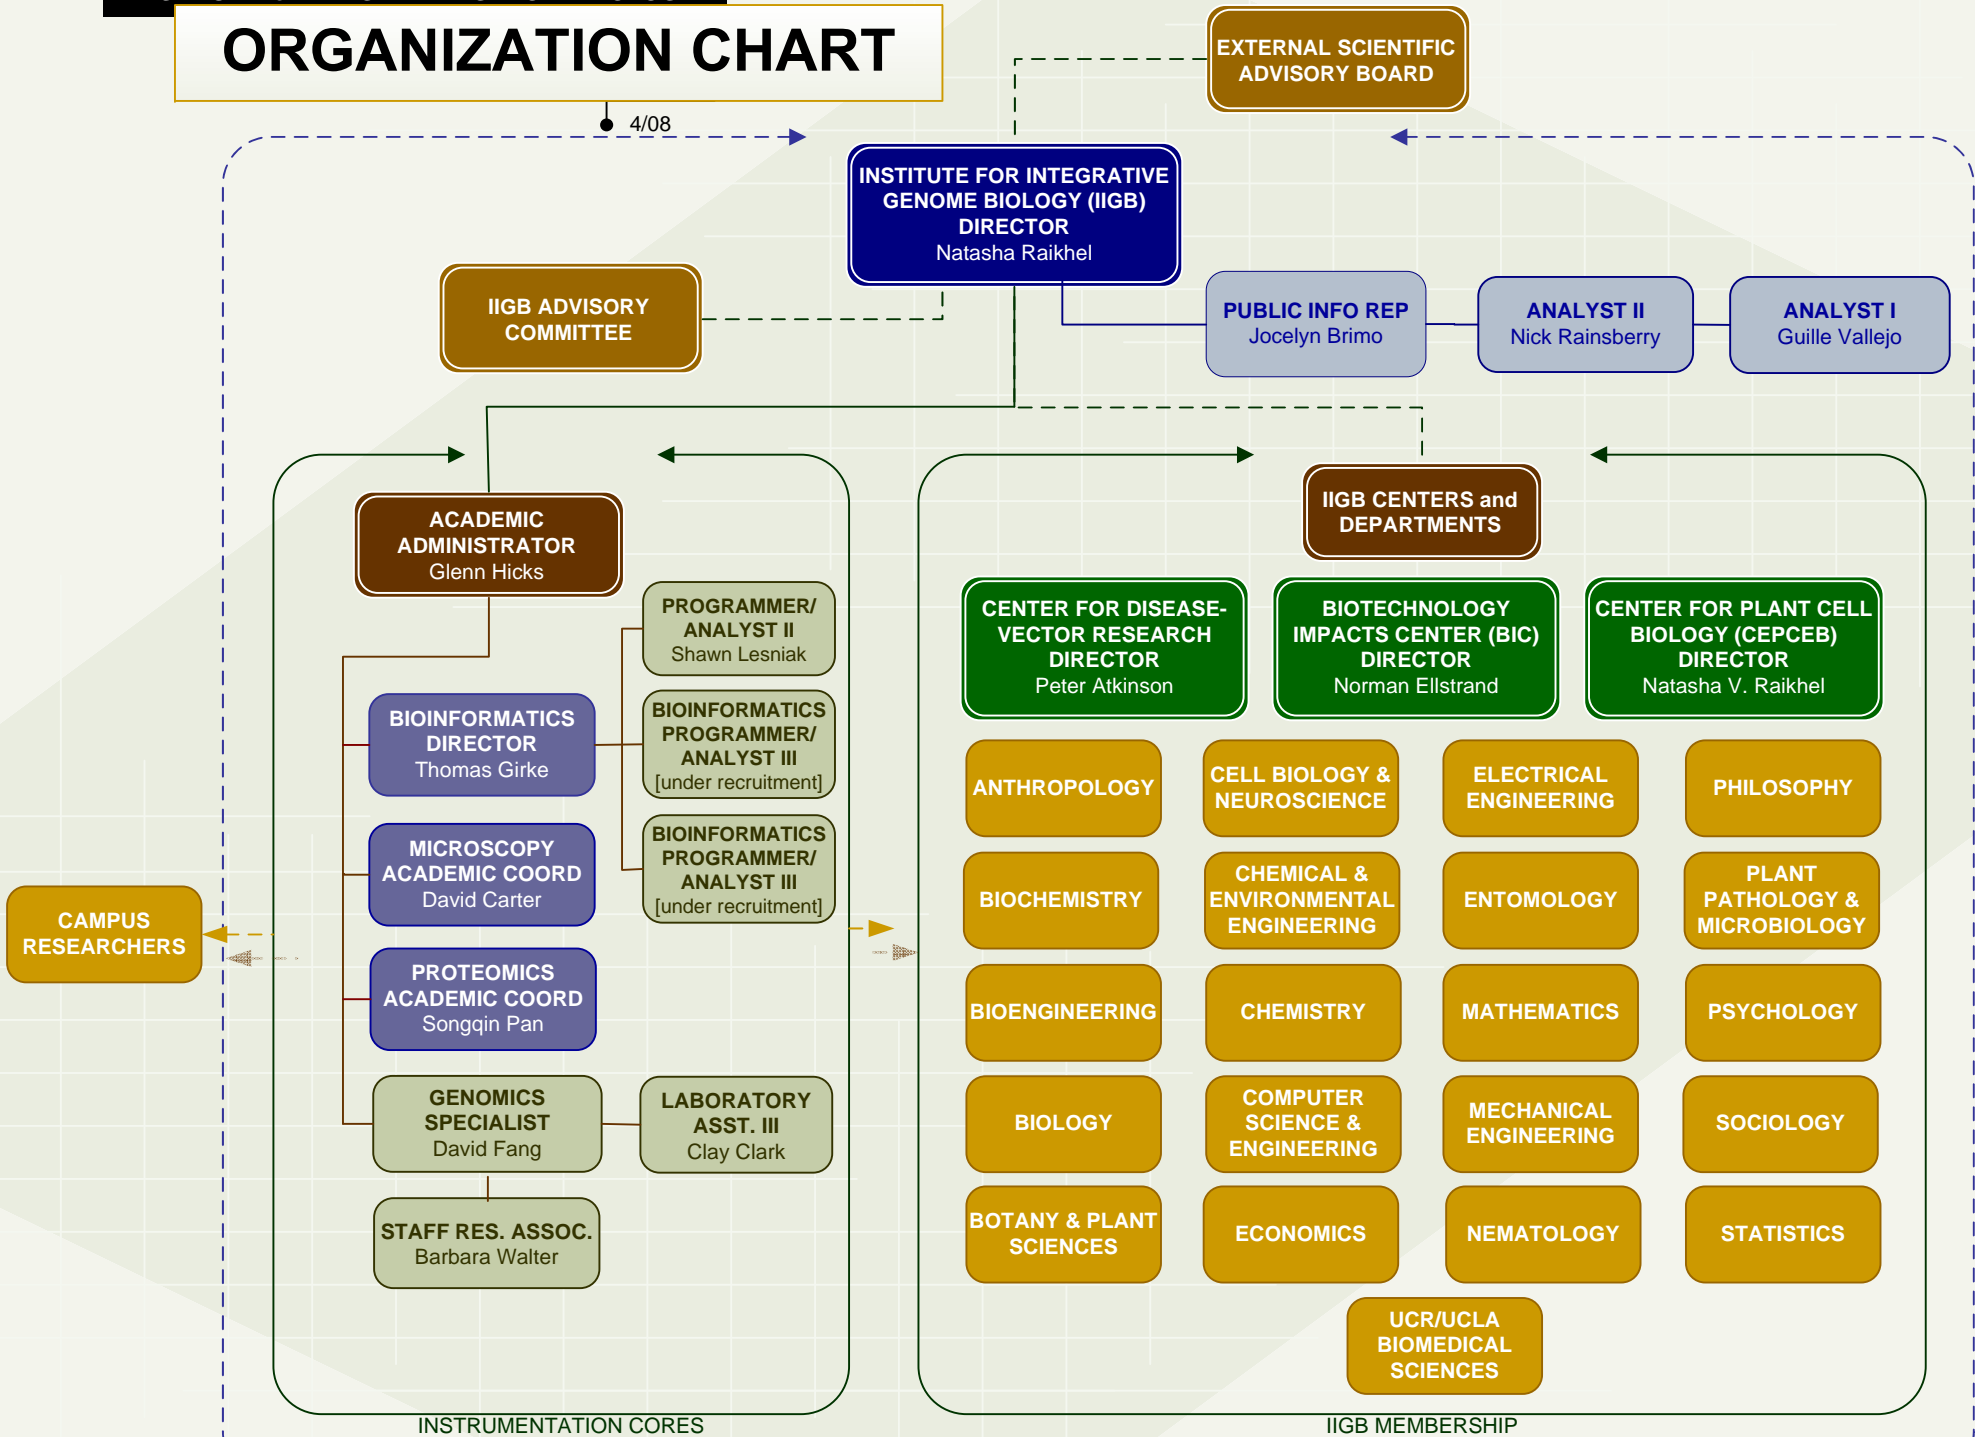 ORGANIZATION CHART
4/08
EXTERNAL SCIENTIFIC
ADVISORY BOARD
INSTITUTE FOR INTEGRATIVE
GENOME BIOLOGY (IIGB)
DIRECTOR
Natasha Raikhel
IIGB ADVISORY
COMMITTEE
PUBLIC INFO REP
Jocelyn Brimo
ANALYST II
Nick Rainsberry
ANALYST I
Guille Vallejo
ACADEMIC
ADMINISTRATOR
Glenn Hicks
PROGRAMMER/
ANALYST II
Shawn Lesniak
BIOINFORMATICS
DIRECTOR
Thomas Girke
BIOINFORMATICS
PROGRAMMER/
ANALYST III
[under recruitment]
MICROSCOPY
ACADEMIC COORD
David Carter
BIOINFORMATICS
PROGRAMMER/
ANALYST III
[under recruitment]
CAMPUS
RESEARCHERS
PROTEOMICS
ACADEMIC COORD
Songqin Pan
GENOMICS
SPECIALIST
David Fang
LABORATORY
ASST. III
Clay Clark
STAFF RES. ASSOC.
Barbara Walter
INSTRUMENTATION CORES
IIGB CENTERS and
DEPARTMENTS
CENTER FOR DISEASE-
VECTOR RESEARCH
DIRECTOR
Peter Atkinson
BIOTECHNOLOGY
IMPACTS CENTER (BIC)
DIRECTOR
Norman Ellstrand
CENTER FOR PLANT CELL
BIOLOGY (CEPCEB)
DIRECTOR
Natasha V. Raikhel
ANTHROPOLOGY
CELL BIOLOGY &
NEUROSCIENCE
ELECTRICAL
ENGINEERING
PHILOSOPHY
BIOCHEMISTRY
CHEMICAL &
ENVIRONMENTAL
ENGINEERING
ENTOMOLOGY
PLANT
PATHOLOGY &
MICROBIOLOGY
BIOENGINEERING
CHEMISTRY
MATHEMATICS
PSYCHOLOGY
BIOLOGY
COMPUTER
SCIENCE &
ENGINEERING
MECHANICAL
ENGINEERING
SOCIOLOGY
BOTANY & PLANT
SCIENCES
ECONOMICS
NEMATOLOGY
STATISTICS
UCR/UCLA
BIOMEDICAL
SCIENCES
IIGB MEMBERSHIP